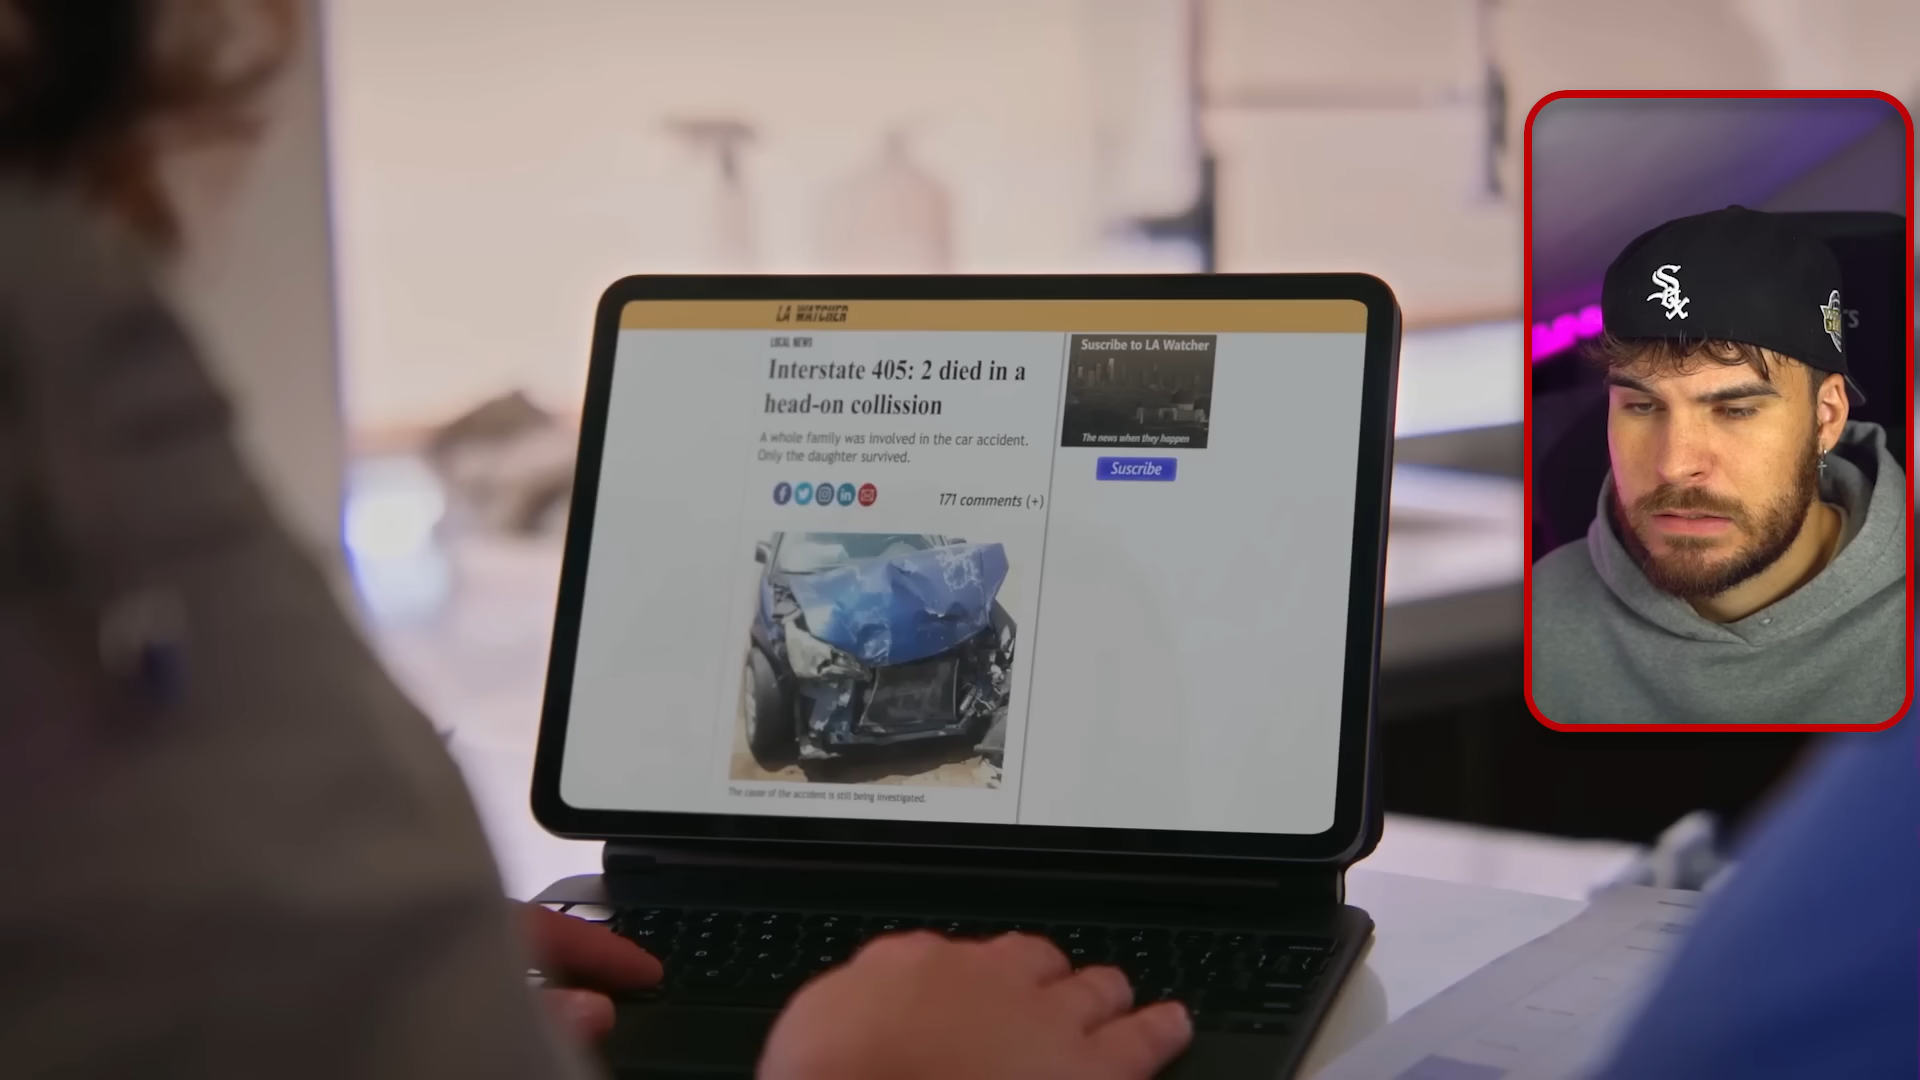 LA WATCHER
LOCAL NEWS
Interstate 405: 2 died in a
head-on collission
A whole family was involved in the car accident.
Only the daughter survived.
171 comments (+)
The cause of the accident is still being investigated.
Suscribe to LA Watcher
The news when they happen
Suscribe
Sox